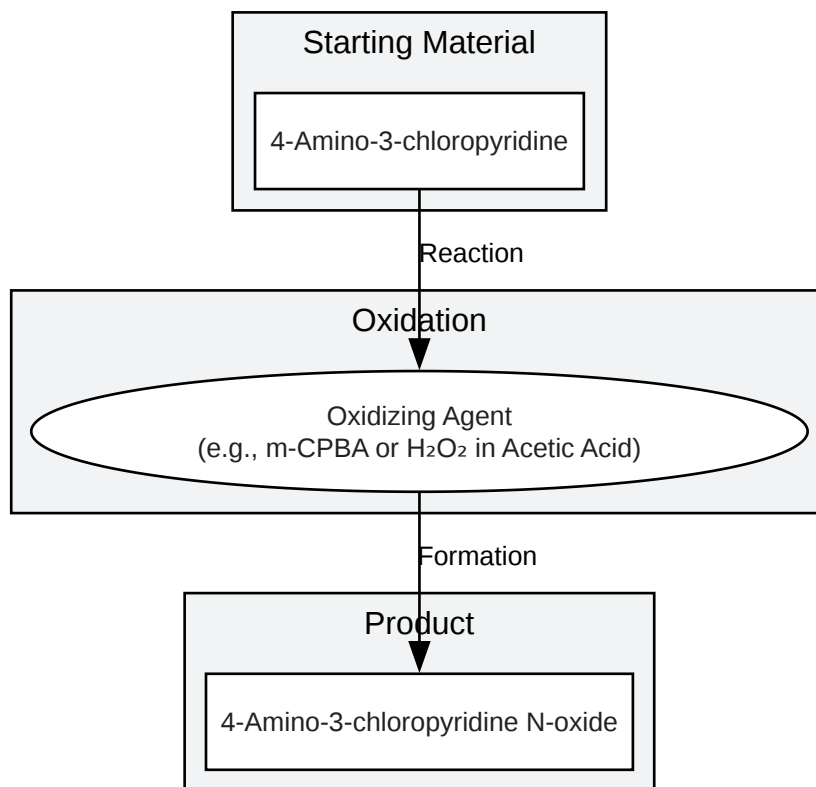 Starting Material
4-Amino-3-chloropyridine
Reaction
Oxidation
Oxidizing Agent
(e.g., m-CPBA or H₂O₂ in Acetic Acid)
Formation
Product
4-Amino-3-chloropyridine N-oxide